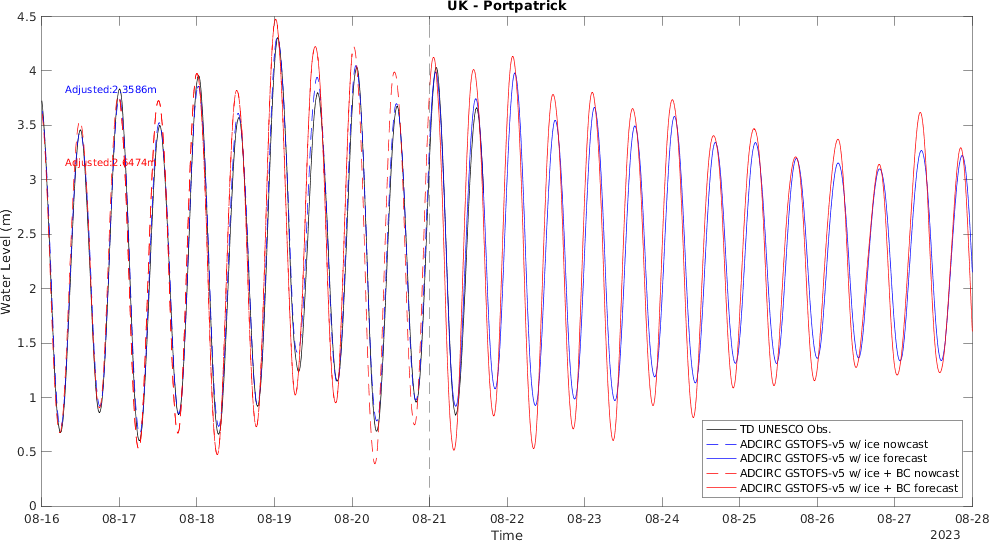 UK - Portpatrick
4.5
4
3.5
3
2.5
2
1.5
1
0.5
0
Water Level (m)
Adjusted:2.3586m
Adjusted:2.6474m
TD UNESCO Obs.
ADCIRC GSTOFS-v5 w/ ice nowcast
ADCIRC GSTOFS-v5 w/ ice forecast
ADCIRC GSTOFS-v5 w/ ice + BC nowcast
ADCIRC GSTOFS-v5 w/ ice + BC forecast
08-16 08-17 08-18 08-19 08-20 08-21 08-22 08-23 08-24 08-25 08-26 08-27 08-28
Time
2023